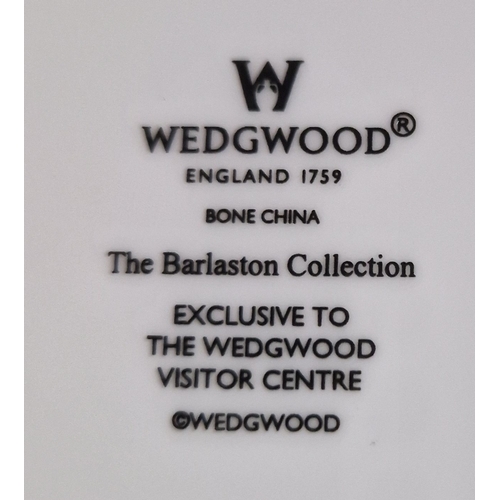 W
WEDGWOOD®
ENGLAND 1759
BONE CHINA
The Barlaston Collection
EXCLUSIVE TO
THE WEDGWOOD
VISITOR CENTRE
©WEDGWOOD